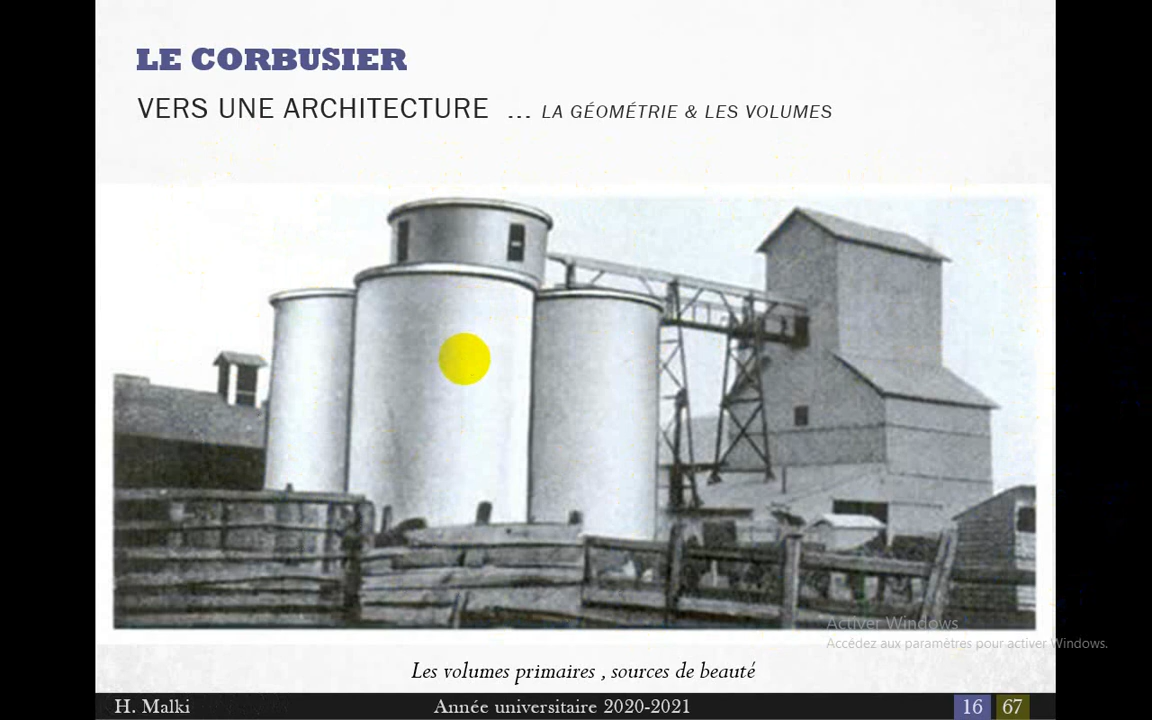 LE CORBUSIER
VERS UNE ARCHITECTURE ... LA GÉOMÉTRIE & LES VOLUMES
Activer Windows
Accédez aux paramètres pour activer Windows.
Les volumes primaires , sources de beauté
H. Malki Année universitaire 2020-2021 16 67